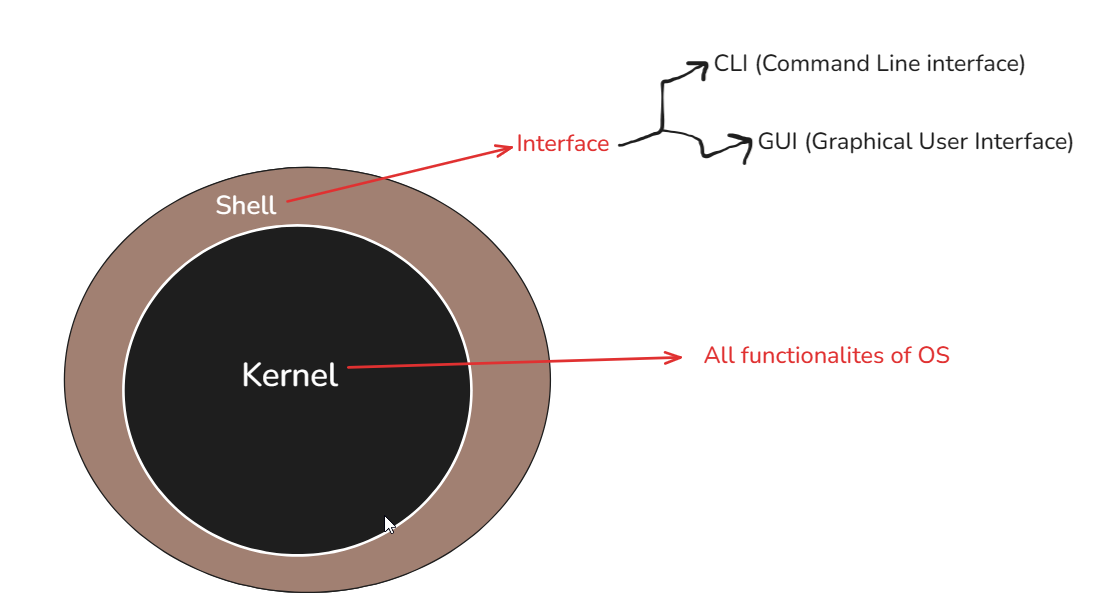 CLI (Command Line interface)
Interface
GUI (Graphical User Interface)
Shell
Kernel
All functionalites of OS